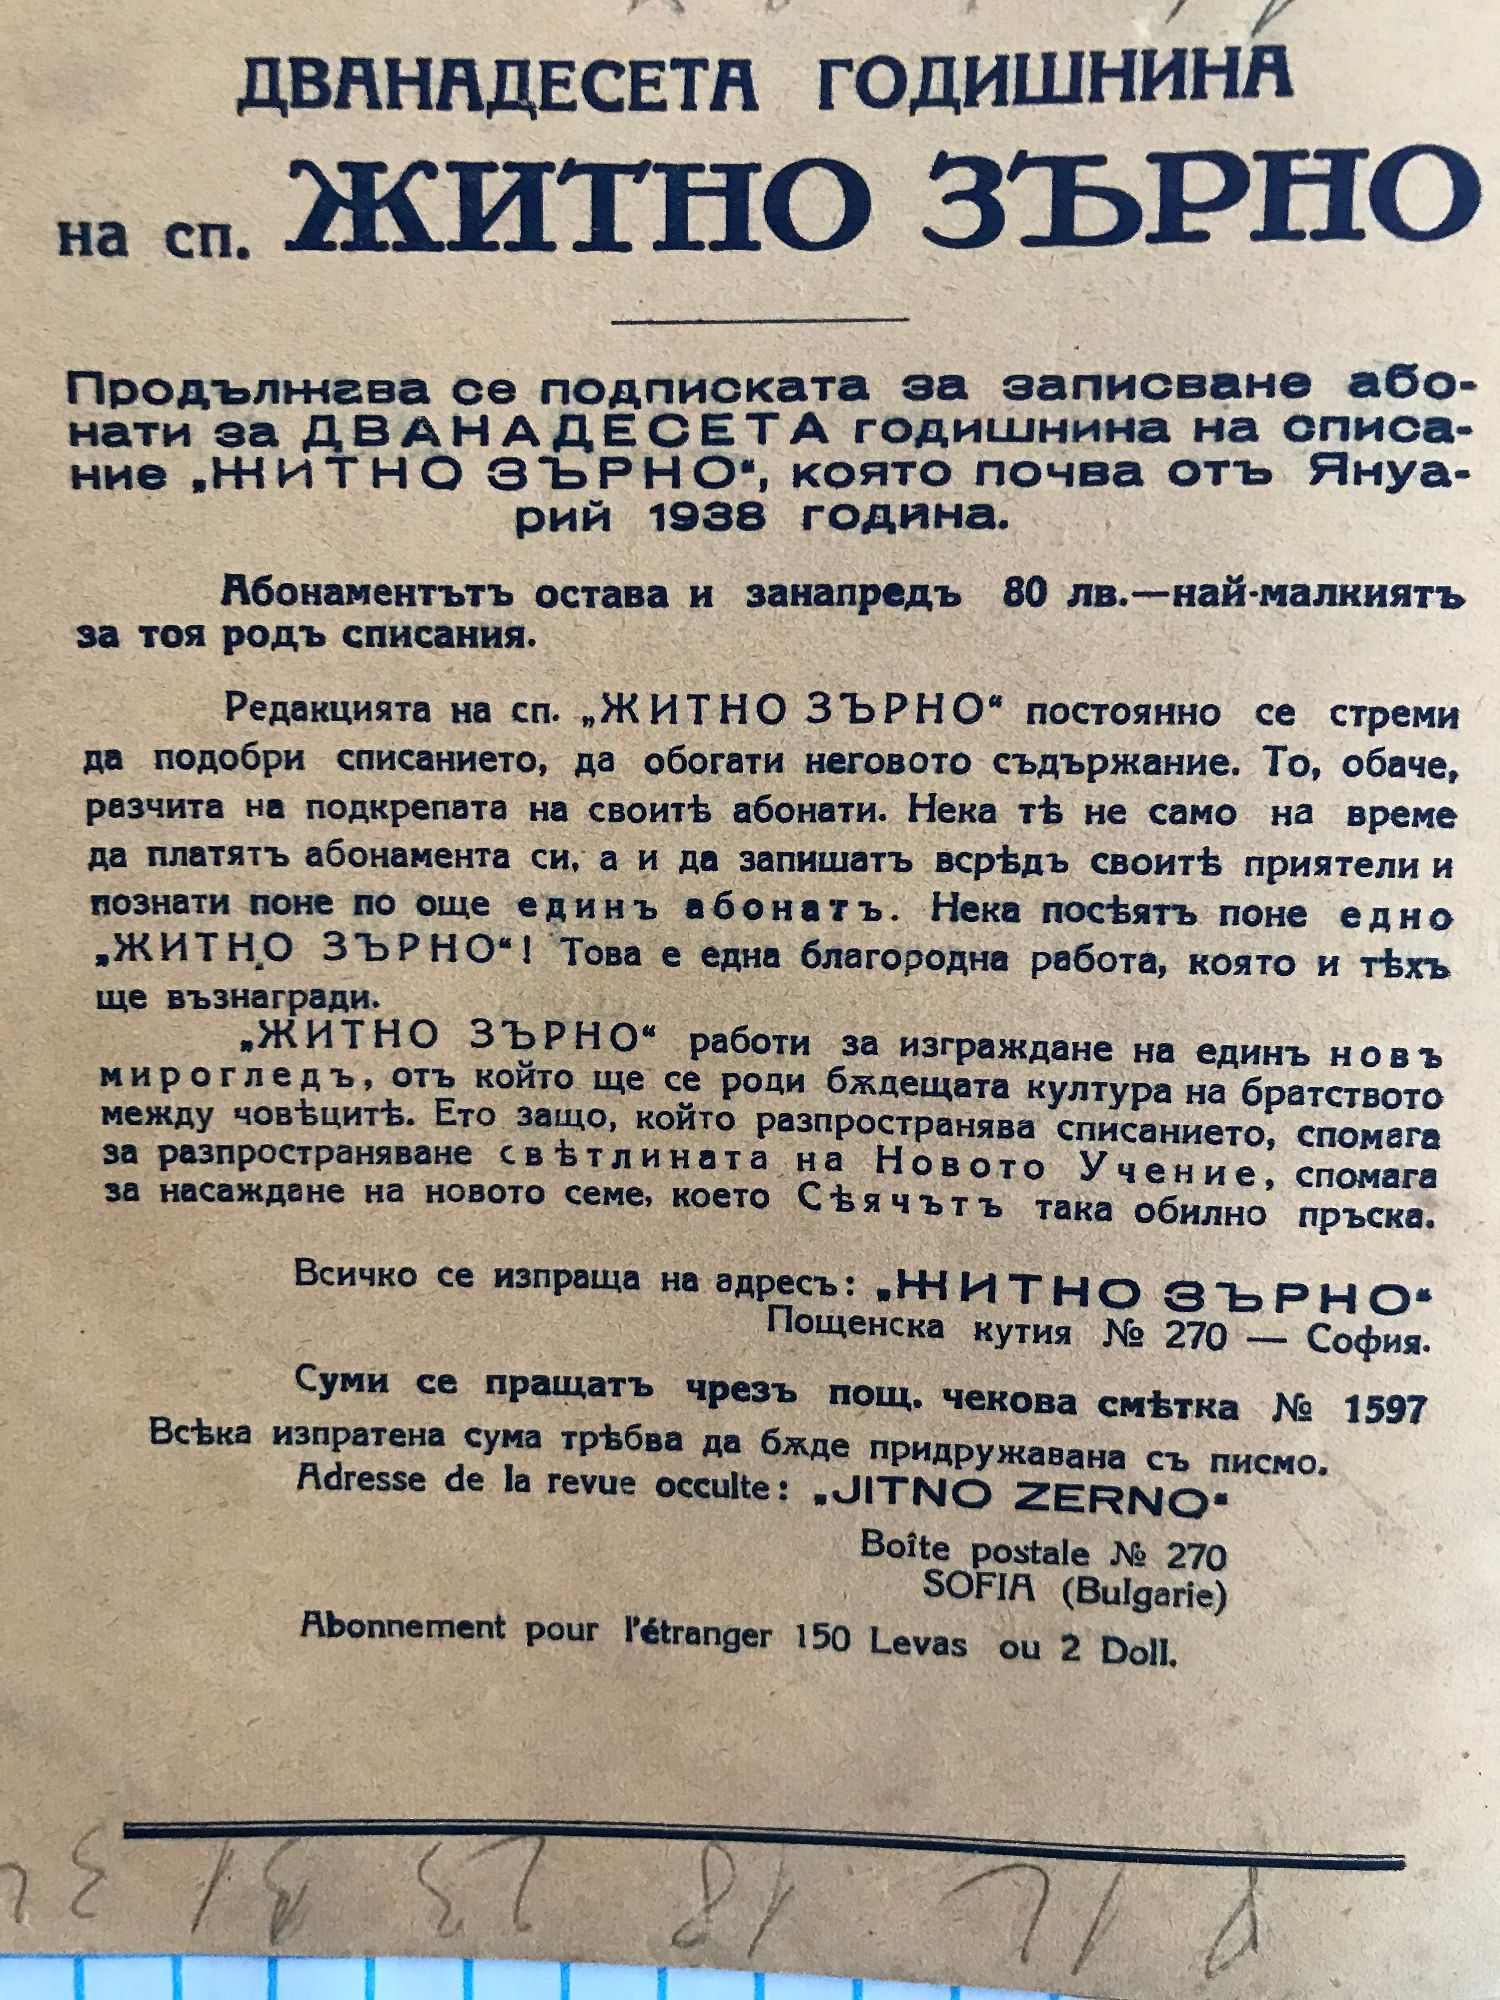 ДВАНАДЕСЕТА ГОДИШНИНА
на сп. ЖИТНО ЗЪРНО
Продължава се подписката за записване або-
нати за ДВАНАДЕСЕТА годишнина на списа-
ние „ЖИТНО ЗЪРНО“, която почва отъ Януа-
рий 1938 година.
Абонаментътъ остава и занапредъ 80 лв.—най-малкиятъ
за тоя родъ списания.
Редакцията на сп. „ЖИТНО ЗЪРНО“ постоянно се стреми
да подобри списанието, да обогати неговото съдържание. То, обаче,
разчита на подкрепата на своитѣ абонати. Нека тѣ не само на време
да платятъ абонамента си, а и да запишатъ всрѣдъ своитѣ приятели и
познати поне по още единъ абонатъ. Нека посѣятъ поне едно
„ЖИТНО ЗЪРНО“! Това е една благородна работа, която и тѣхъ
ще възнагради.
„ЖИТНО ЗЪРНО“ работи за изграждане на единъ новъ
мирогледъ, отъ който ще се роди бѫдещата култура на братството
между човѣцитѣ. Ето защо, който разпространява списанието, спомага
за разпространяване свѣтлината на Новото Учение, спомага
за насаждане на новото семе, което Сѣячътъ така обилно пръска.
Всичко се изпраща на адресъ: „ЖИТНО ЗЪРНО“
Пощенска кутия № 270 — София.
Суми се пращатъ чрезъ пощ. чекова смѣтка № 1597
Всѣка изпратена сума трѣбва да бѫде придружавана съ писмо.
Adresse de la revue occulte: „JITNO ZERNO“
Boîte postale № 270
SOFIA (Bulgarie)
Abonnement pour l'étranger 150 Levas ou 2 Doll.